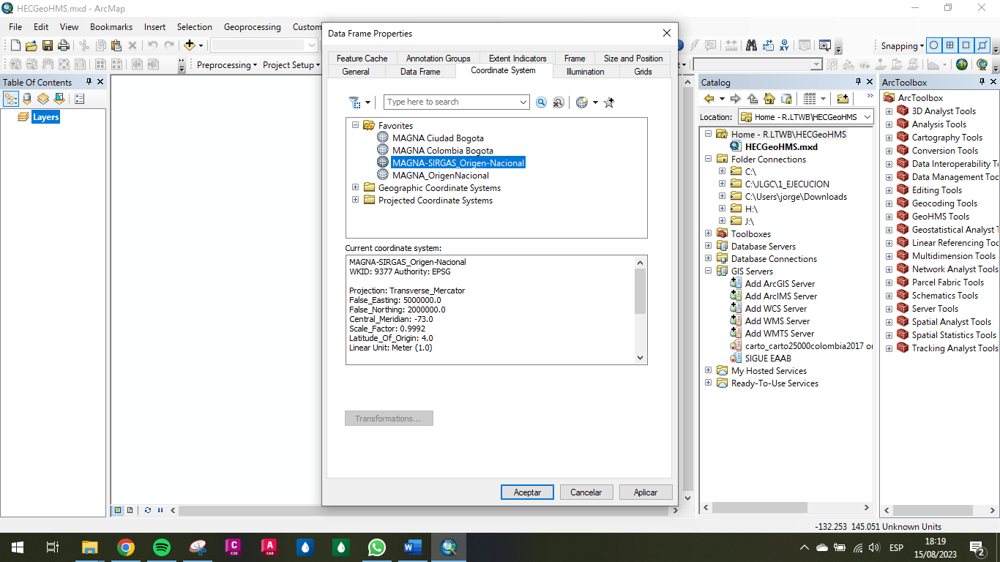 HECGeoHMS.mxd - ArcMap
File Edit View Bookmarks Insert Selection Geoprocessing Custom
Snapping
Preprocessing Project Setup
Table Of Contents
Layers
Data Frame Properties
Feature Cache Annotation Groups Extent Indicators Frame Size and Position
General Data Frame Coordinate System Illumination Grids
Type here to search
Favorites
MAGNA Ciudad Bogota
MAGNA Colombia Bogota
MAGNA-SIRGAS_Origen-Nacional
MAGNA_OrigenNacional
Geographic Coordinate Systems
Projected Coordinate Systems
Current coordinate system:
MAGNA-SIRGAS_Origen-Nacional
WKID: 9377 Authority: EPSG
Projection: Transverse_Mercator
False_Easting: 5000000.0
False_Northing: 2000000.0
Central_Meridian: -73.0
Scale_Factor: 0.9992
Latitude_Of_Origin: 4.0
Linear Unit: Meter (1.0)
Transformations...
Aceptar Cancelar Aplicar
Catalog
Location: Home - R.LTWB\HECGeoHMS
Home - R.LTWB\HECGeoHMS
HECGeoHMS.mxd
Folder Connections
C:\
C:\JLGC\1_EJECUCION
C:\Users\jorge\Downloads
H:\
J:\
Toolboxes
Database Servers
Database Connections
GIS Servers
Add ArcGIS Server
Add ArcIMS Server
Add WCS Server
Add WMS Server
Add WMTS Server
carto_carto25000colombia2017 or
SIGUE EAAB
My Hosted Services
Ready-To-Use Services
ArcToolbox
ArcToolbox
3D Analyst Tools
Analysis Tools
Cartography Tools
Conversion Tools
Data Interoperability T
Data Management Toc
Editing Tools
Geocoding Tools
GeoHMS Tools
Geostatistical Analyst T
Linear Referencing Toc
Multidimension Tools
Network Analyst Tools
Parcel Fabric Tools
Schematics Tools
Server Tools
Spatial Analyst Tools
Spatial Statistics Tools
Tracking Analyst Tools
-132.253 145.051 Unknown Units
C
C3D
A
CAD
W
ESP
18:19
15/08/2023
2